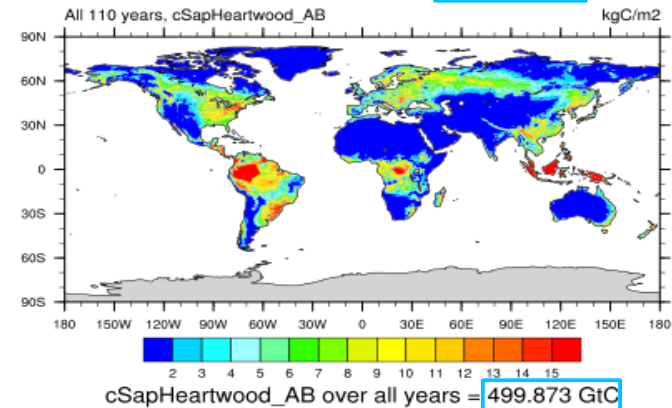 All 110 years, cSapHeartwood_AB kgC/m2
90N
60N
30N
0
30S
60S
90S
180 150W 120W 90W 60W 30W 0 30E 60E 90E 120E 150E 180
2 3 4 5 6 7 8 9 10 11 12 13 14 15
cSapHeartwood_AB over all years = 499.873 GtC